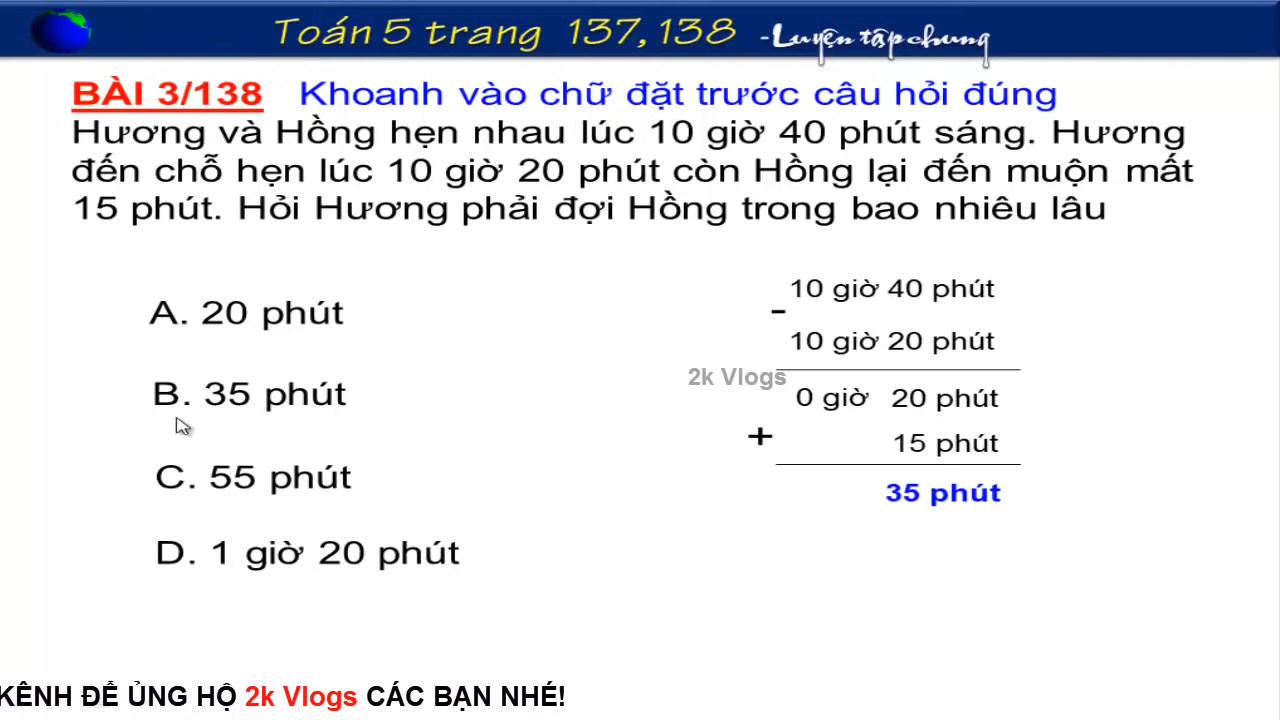 Toán 5 trang 137, 138 -Luyện tập chung
BÀI 3/138 Khoanh vào chữ đặt trước câu hỏi đúng
Hương và Hồng hẹn nhau lúc 10 giờ 40 phút sáng. Hương
đến chỗ hẹn lúc 10 giờ 20 phút còn Hồng lại đến muộn mất
15 phút. Hỏi Hương phải đợi Hồng trong bao nhiêu lâu
A. 20 phút
B. 35 phút
C. 55 phút
D. 1 giờ 20 phút
10 giờ 40 phút
-
10 giờ 20 phút
2k Vlogs
0 giờ 20 phút
+
15 phút
35 phút
KÊNH ĐỂ ỦNG HỘ 2k Vlogs CÁC BẠN NHÉ!